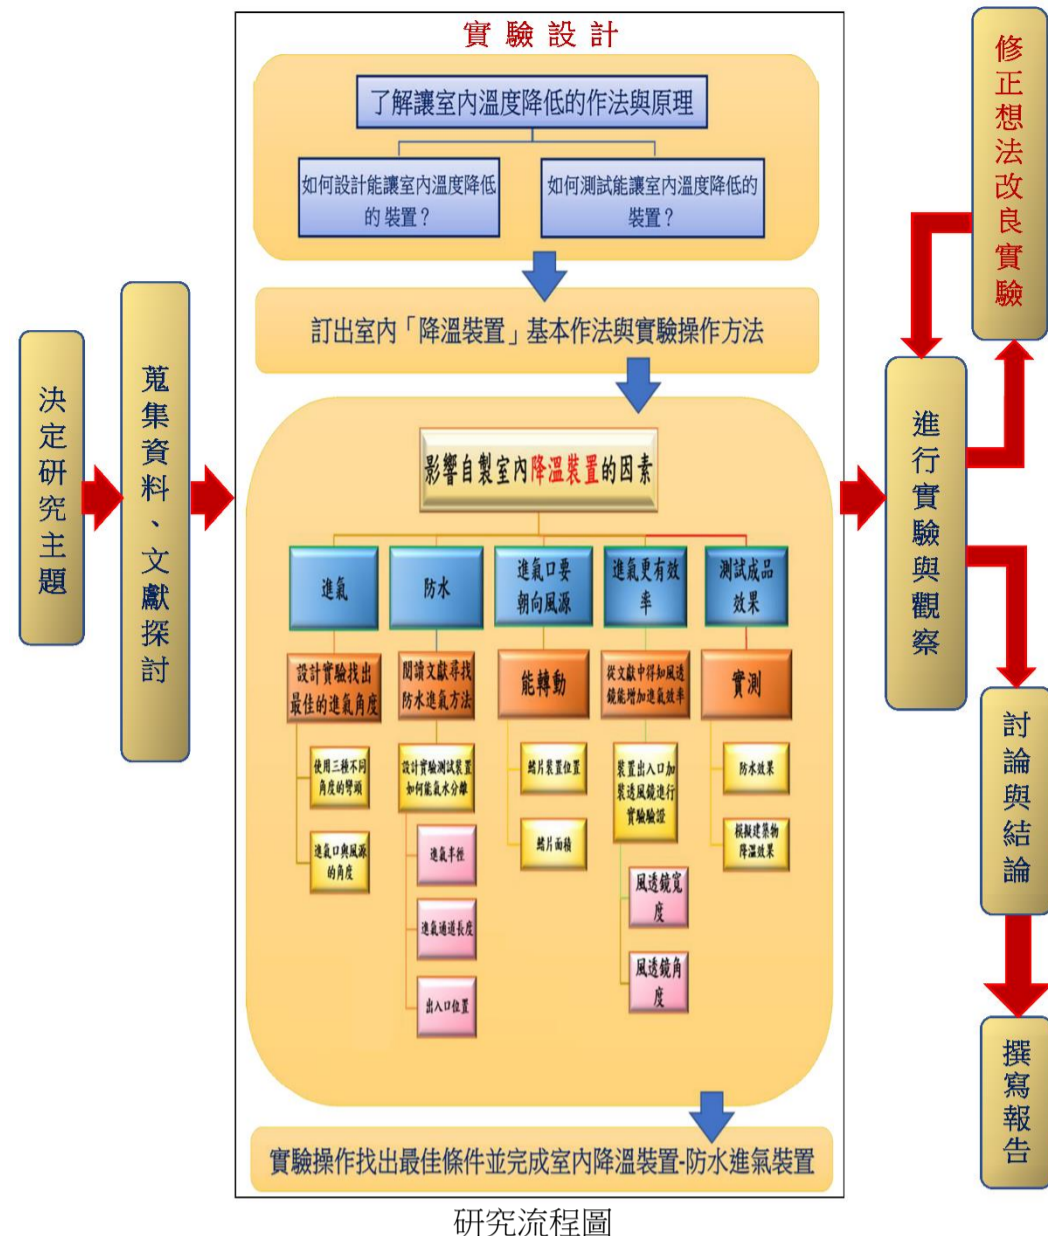 決定研究主題
蒐集資料、文獻探討
實驗設計
了解讓室內溫度降低的作法與原理
如何設計能讓室內溫度降低
的 裝置？
如何測試能讓室內溫度降低的
裝置？
訂出室內「降溫裝置」基本作法與實驗操作方法
影響自製室內降溫裝置的因素
進氣
設計實驗找出
最佳的進氣角度
使用三種不同
角度的彎頭
進氣口與風源
的角度
防水
閱讀文獻尋找
防水進氣方法
設計實驗測試裝置
如何能氣水分離
進氣半徑
進氣通道長度
出入口位置
進氣口要
朝向風源
能轉動
鰭片裝置位置
鰭片面積
進氣更有效
率
從文獻中得知風透
鏡能增加進氣效率
裝置出入口加
裝透風鏡進行
實驗驗證
風透鏡寬
度
風透鏡角
度
測試成品
效果
實測
防水效果
模擬建築物
降溫效果
實驗操作找出最佳條件並完成室內降溫裝置-防水進氣裝置
進行實驗與觀察
修正想法改良實驗
討論與結論
撰寫報告
研究流程圖